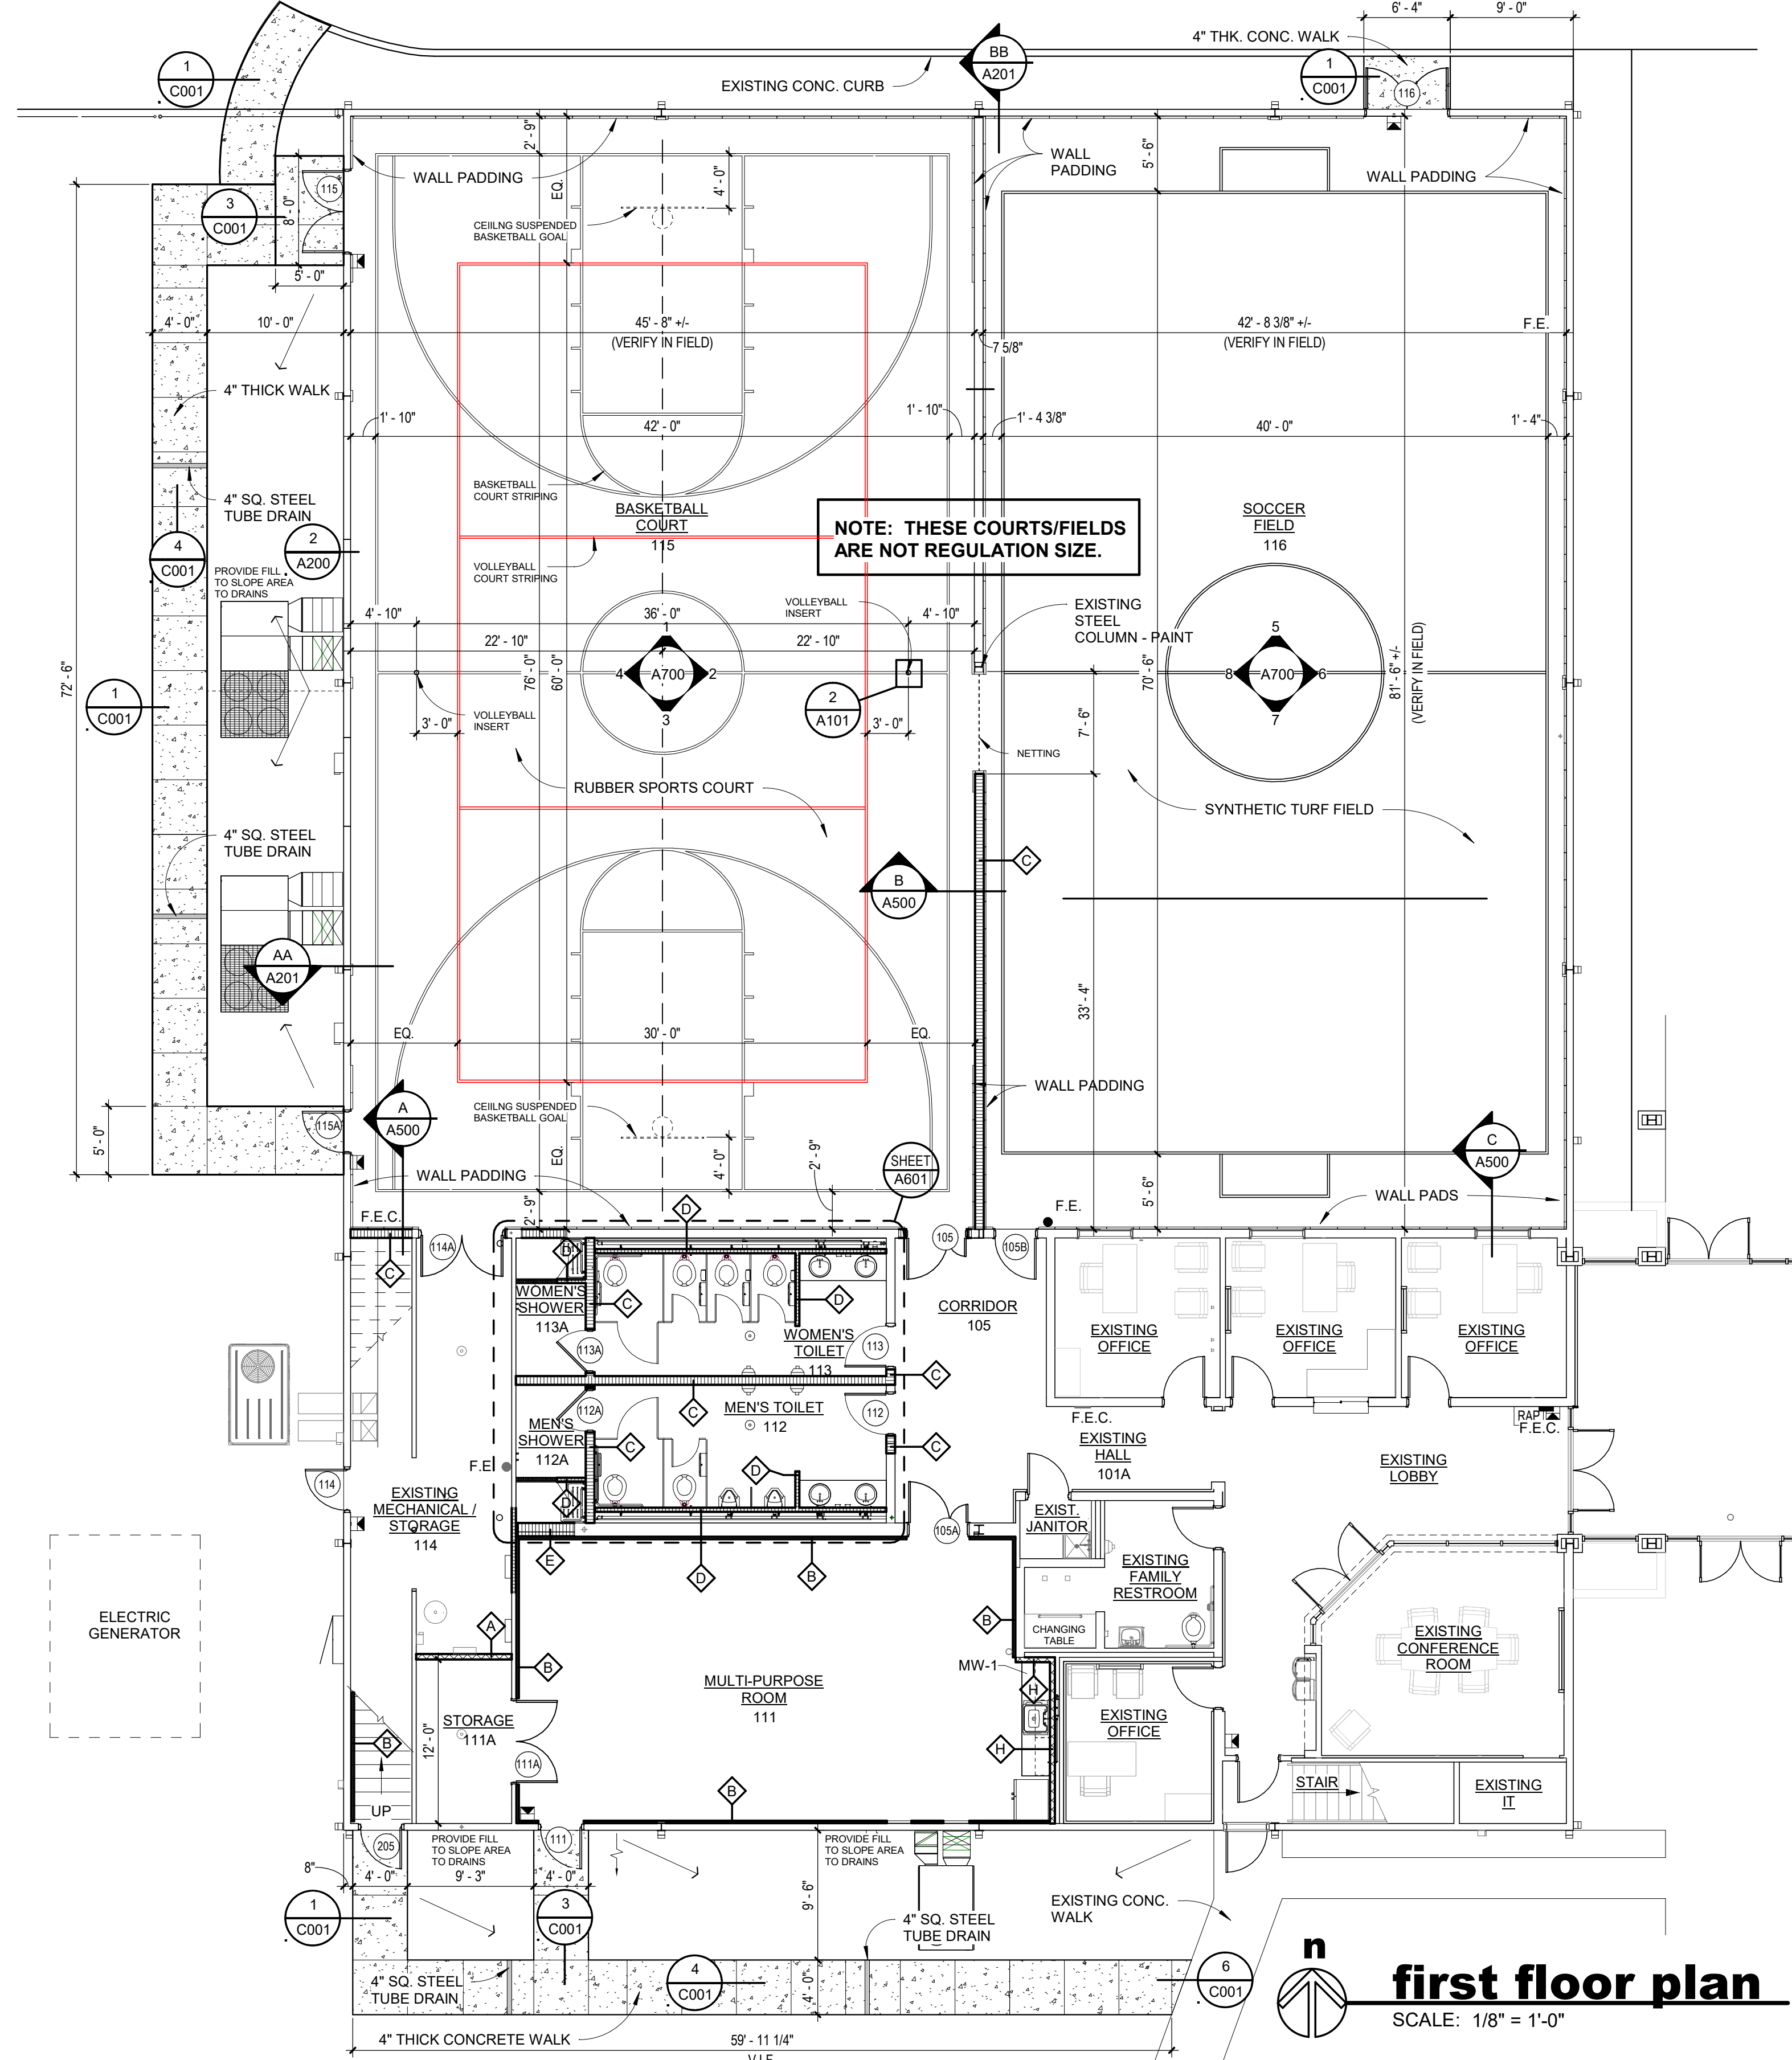 6' - 4"
9' - 0"
4" THK. CONC. WALK
BB
A201
1
C001
1
C001
EXISTING CONC. CURB
116
2' - 9"
EQ.
WALL PADDING
4' - 0"
WALL
PADDING
5' - 6"
WALL PADDING
115
3
C001
8' - 0"
CEIILNG SUSPENDED
BASKETBALL GOAL
5' - 0"
4' - 0"
10' - 0"
45' - 8" +/-
(VERIFY IN FIELD)
7 5/8"
42' - 8 3/8" +/-
(VERIFY IN FIELD)
F.E.
4" THICK WALK
1' - 10"
42' - 0"
1' - 10"
1' - 4 3/8"
40' - 0"
1' - 4"
4" SQ. STEEL
TUBE DRAIN
BASKETBALL
COURT STRIPING
BASKETBALL
COURT
115
NOTE: THESE COURTS/FIELDS
ARE NOT REGULATION SIZE.
SOCCER
FIELD
116
4
C001
2
A200
PROVIDE FILL
TO SLOPE AREA
TO DRAINS
VOLLEYBALL
COURT STRIPING
4' - 10"
36' - 0"
VOLLEYBALL
INSERT
4' - 10"
EXISTING
STEEL
COLUMN - PAINT
22' - 10"
22' - 10"
72' - 6"
76' - 0"
60' - 0"
1
4
A700
2
3
5
8
A700
6
7
70' - 6"
81' - 6" +/-
(VERIFY IN FIELD)
1
C001
2
A101
VOLLEYBALL
INSERT
3' - 0"
3' - 0"
7' - 6"
NETTING
RUBBER SPORTS COURT
SYNTHETIC TURF FIELD
4" SQ. STEEL
TUBE DRAIN
C
B
A500
AA
A201
33' - 4"
EQ.
30' - 0"
EQ.
WALL PADDING
5' - 0"
115A
A
A500
CEIILNG SUSPENDED
BASKETBALL GOAL
EQ.
4' - 0"
2' - 9"
SHEET
A601
C
A500
WALL PADDING
5' - 6"
WALL PADS
2' - 9"
F.E.C.
D
F.E.
114A
105
105B
C
D
WOMEN'S
SHOWER
113A
C
D
CORRIDOR
105
WOMEN'S
TOILET
113
113A
113
EXISTING
OFFICE
EXISTING
OFFICE
EXISTING
OFFICE
C
112A
112
MEN'S
SHOWER
112A
C
MEN'S TOILET
112
C
C
F.E.C.
EXISTING
HALL
101A
RAP
F.E.C.
F.E.
114
D
D
EXISTING
LOBBY
EXISTING
MECHANICAL /
STORAGE
114
105A
EXIST.
JANITOR
E
D
B
EXISTING
FAMILY
RESTROOM
ELECTRIC
GENERATOR
A
B
CHANGING
TABLE
EXISTING
CONFERENCE
ROOM
B
MW-1
H
MULTI-PURPOSE
ROOM
111
STORAGE
111A
12' - 0"
B
111A
H
EXISTING
OFFICE
UP
B
STAIR
EXISTING
IT
205
111
PROVIDE FILL
TO SLOPE AREA
TO DRAINS
PROVIDE FILL
TO SLOPE AREA
TO DRAINS
8"
4' - 0"
9' - 3"
4' - 0"
9' - 6"
1
C001
3
C001
4" SQ. STEEL
TUBE DRAIN
EXISTING CONC.
WALK
4" SQ. STEEL
TUBE DRAIN
4
C001
4' - 0"
6
C001
n
first floor plan
SCALE: 1/8" = 1'-0"
4" THICK CONCRETE WALK
59' - 11 1/4"
V.I.F.